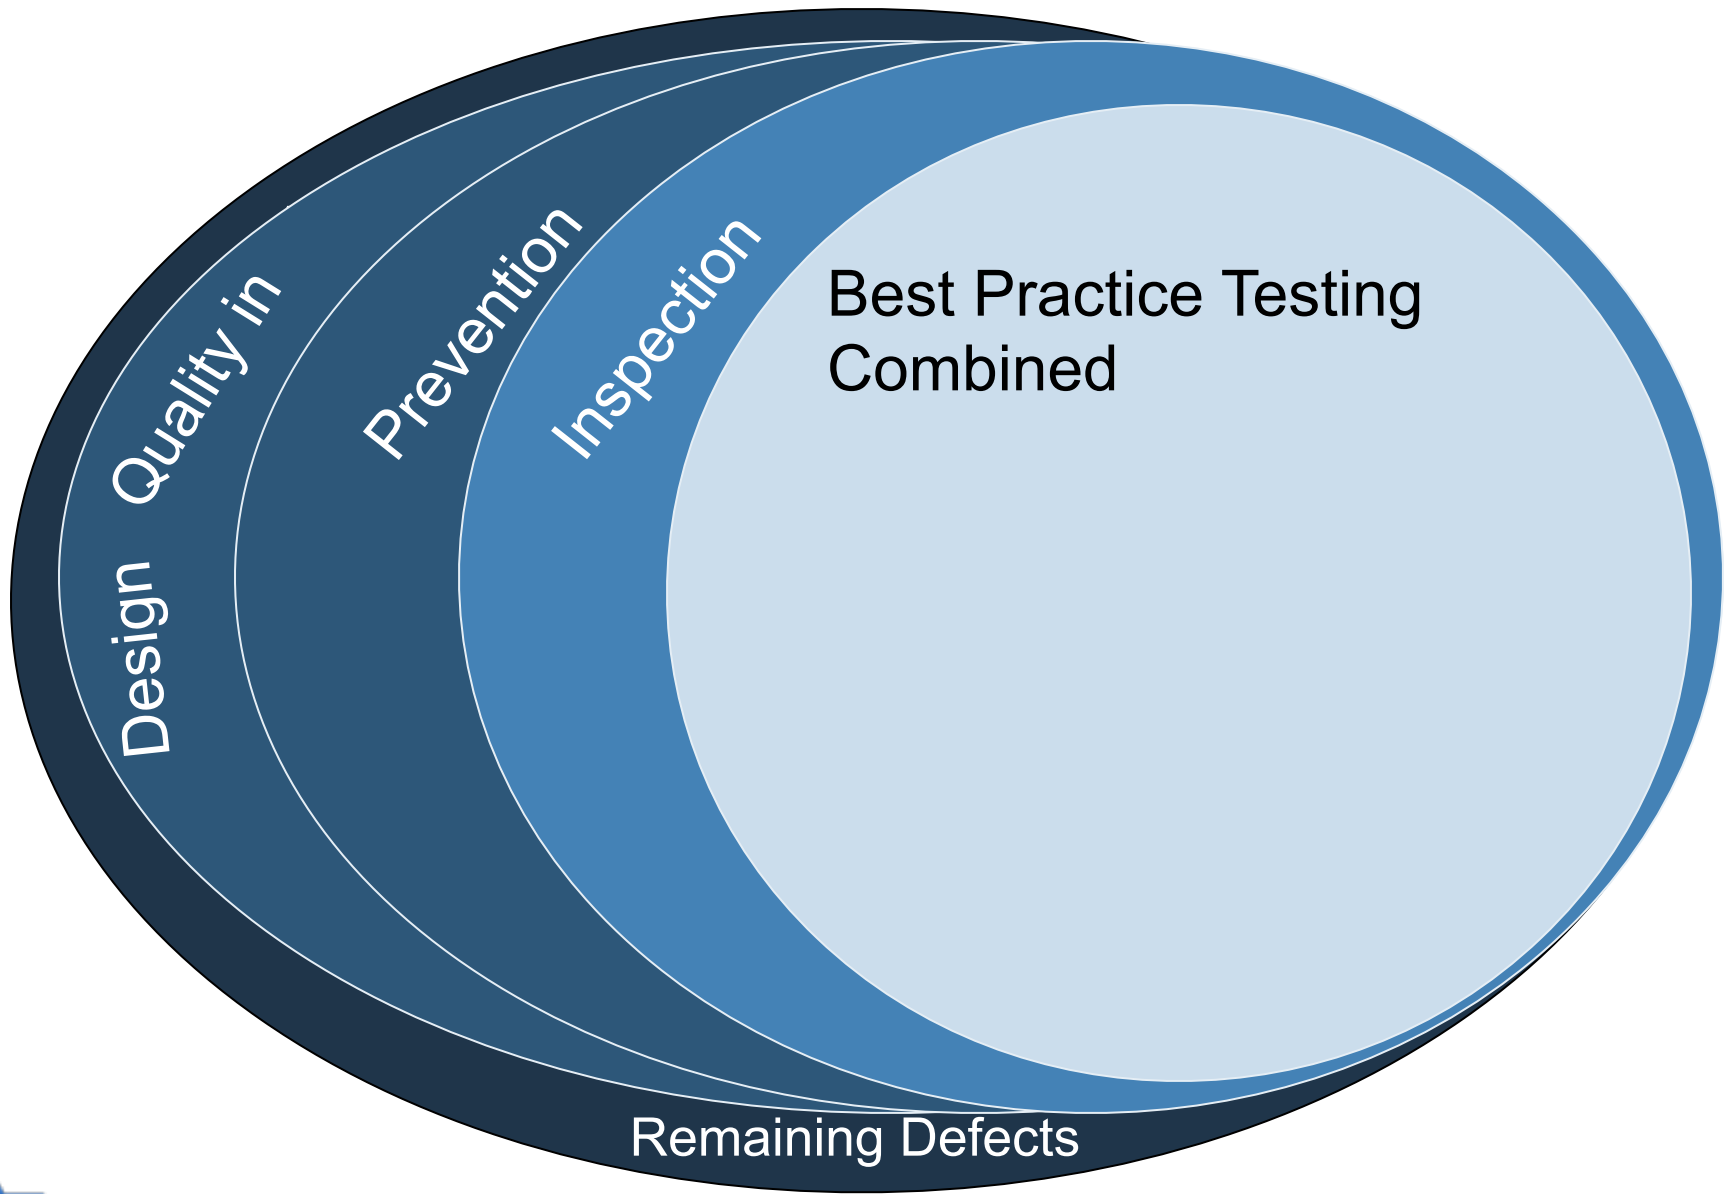 Quality in
Design
Prevention
Inspection
Best Practice Testing
Combined
Remaining Defects